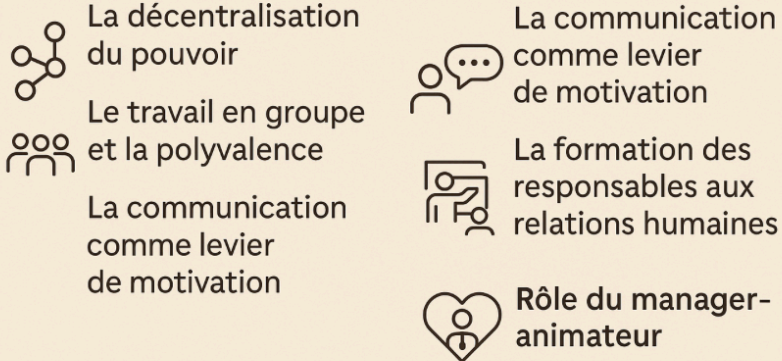 La décentralisation
du pouvoir
Le travail en groupe
et la polyvalence
La communication
comme levier
de motivation
La communication
comme levier
de motivation
La formation des
responsables aux
relations humaines
Rôle du manager-
animateur